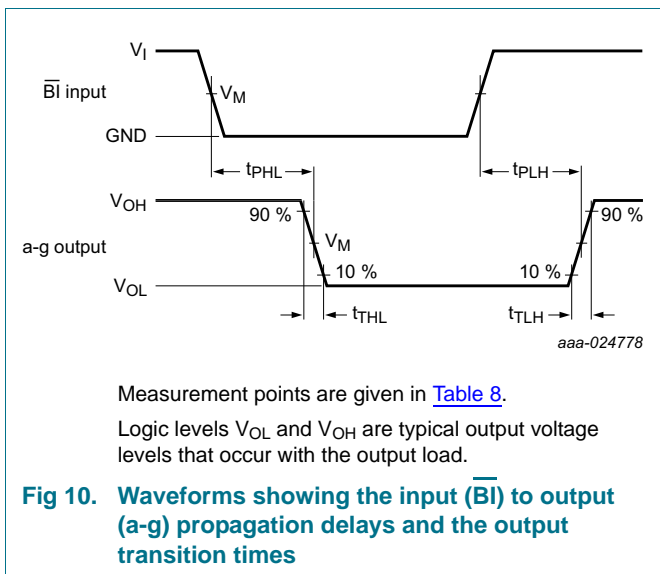 V_I
B̅I̅ input
V_M
GND
t_PHL
t_PLH
V_OH
90 %
90 %
a-g output
V_M
10 %
10 %
V_OL
t_THL
t_TLH
aaa-024778
Measurement points are given in Table 8.
Logic levels V_OL and V_OH are typical output voltage
levels that occur with the output load.
Fig 10. Waveforms showing the input (B̅I̅) to output
(a-g) propagation delays and the output
transition times